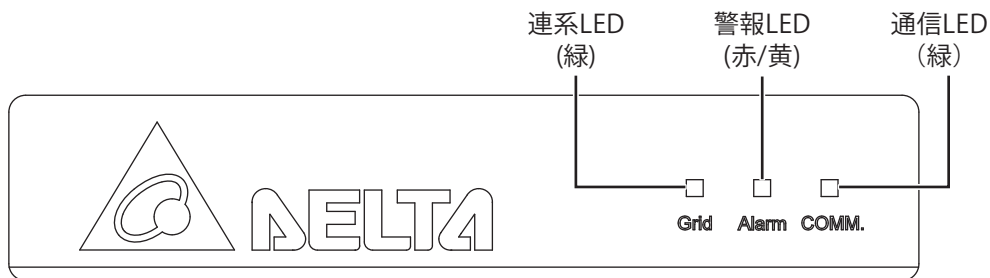 連系LED
(緑)
警報LED
(赤/黄)
通信LED
（緑）
DELTA
Grid Alarm COMM.